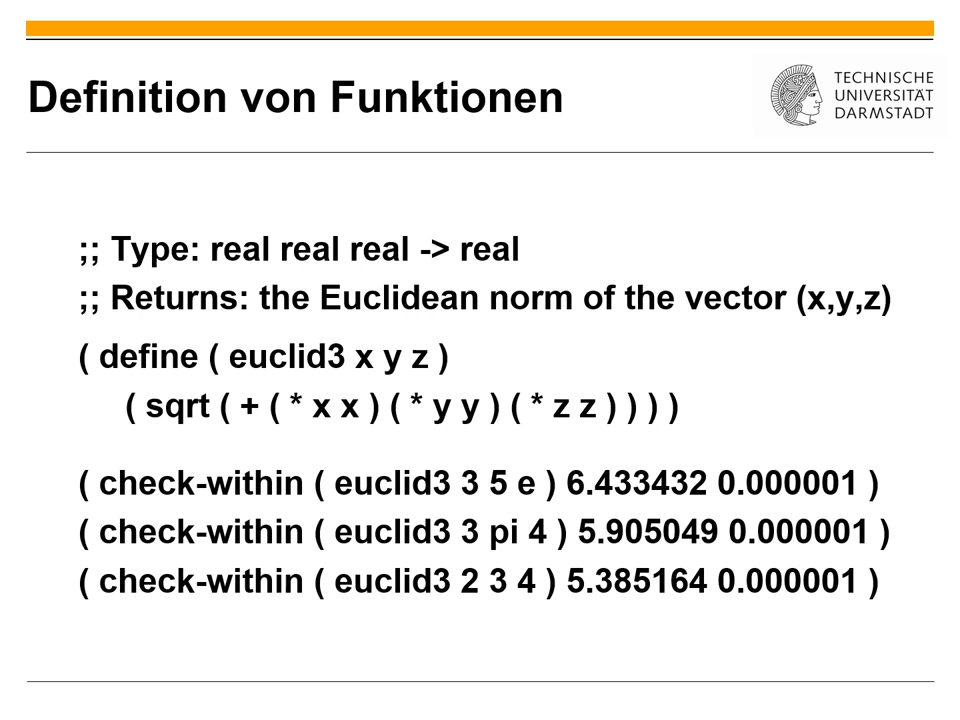 Definition von Funktionen
TECHNISCHE
UNIVERSITÄT
DARMSTADT
;; Type: real real real -> real
;; Returns: the Euclidean norm of the vector (x,y,z)
( define ( euclid3 x y z )
( sqrt ( + ( * x x ) ( * y y ) ( * z z ) ) ) )
( check-within ( euclid3 3 5 e ) 6.433432 0.000001 )
( check-within ( euclid3 3 pi 4 ) 5.905049 0.000001 )
( check-within ( euclid3 2 3 4 ) 5.385164 0.000001 )